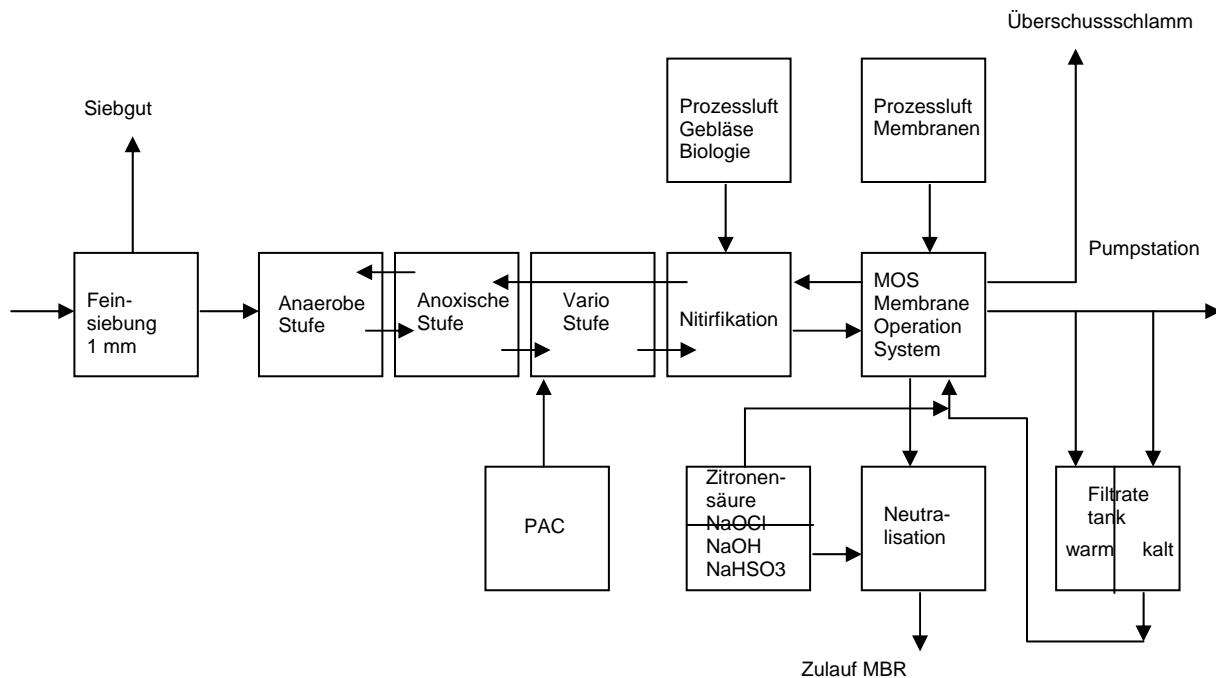 Überschussschlamm
Siebgut
Prozessluft
Gebläse
Biologie
Prozessluft
Membranen
Pumpstation
Fein-
siebung
1 mm
Anaerobe
Stufe
Anoxische
Stufe
Vario
Stufe
Nitirfikation
MOS
Membrane
Operation
System
PAC
Zitronen-
säure
NaOCl
NaOH
NaHSO3
Neutra-
lisation
Filtrate
tank
warm
kalt
Zulauf MBR